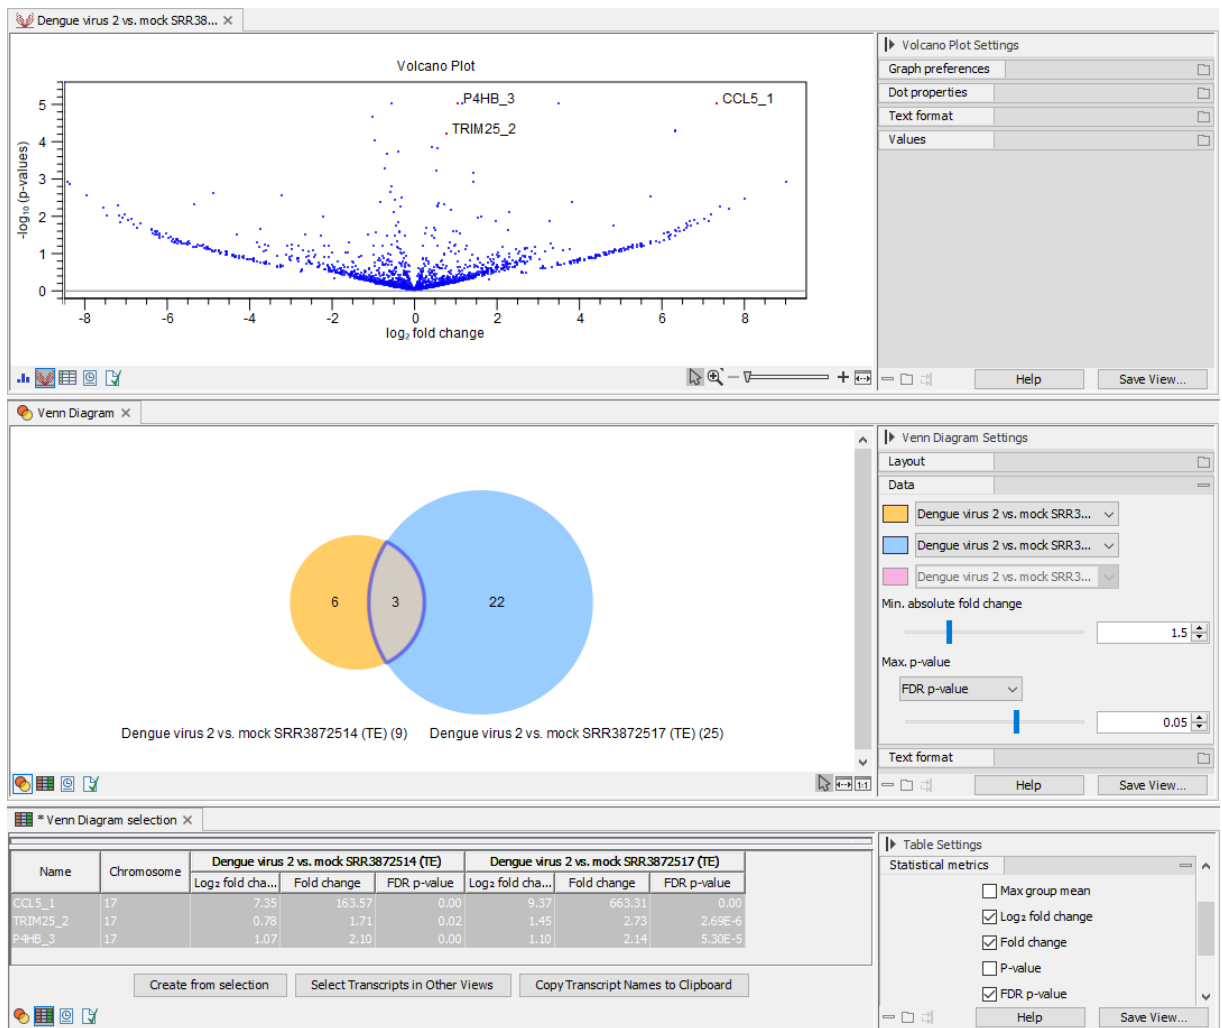 Dengue virus 2 vs. mock SRR38...
Volcano Plot
5
4
3
2
1
0
-log₁₀ (p-values)
P4HB_3
CCL5_1
TRIM25_2
-8 -6 -4 -2 0 2 4 6 8
log₂ fold change
Volcano Plot Settings
Graph preferences
Dot properties
Text format
Values
Help Save View...
Venn Diagram
6 3 22
Dengue virus 2 vs. mock SRR3872514 (TE) (9) Dengue virus 2 vs. mock SRR3872517 (TE) (25)
1:1
Venn Diagram Settings
Layout
Data
Dengue virus 2 vs. mock SRR3...
Dengue virus 2 vs. mock SRR3...
Dengue virus 2 vs. mock SRR3...
Min. absolute fold change
1.5
Max. p-value
FDR p-value
0.05
Text format
Help Save View...
* Venn Diagram selection
Name Chromosome Dengue virus 2 vs. mock SRR3872514 (TE) Dengue virus 2 vs. mock SRR3872517 (TE)
Log₂ fold cha... Fold change FDR p-value Log₂ fold cha... Fold change FDR p-value
CCL5_1 17 7.35 163.57 0.00 9.37 663.31 0.00
TRIM25_2 17 0.78 1.71 0.02 1.45 2.73 2.69E-6
P4HB_3 17 1.07 2.10 0.00 1.10 2.14 5.30E-5
Create from selection Select Transcripts in Other Views Copy Transcript Names to Clipboard
Table Settings
Statistical metrics
Max group mean
Log₂ fold change
Fold change
P-value
FDR p-value
Help Save View...